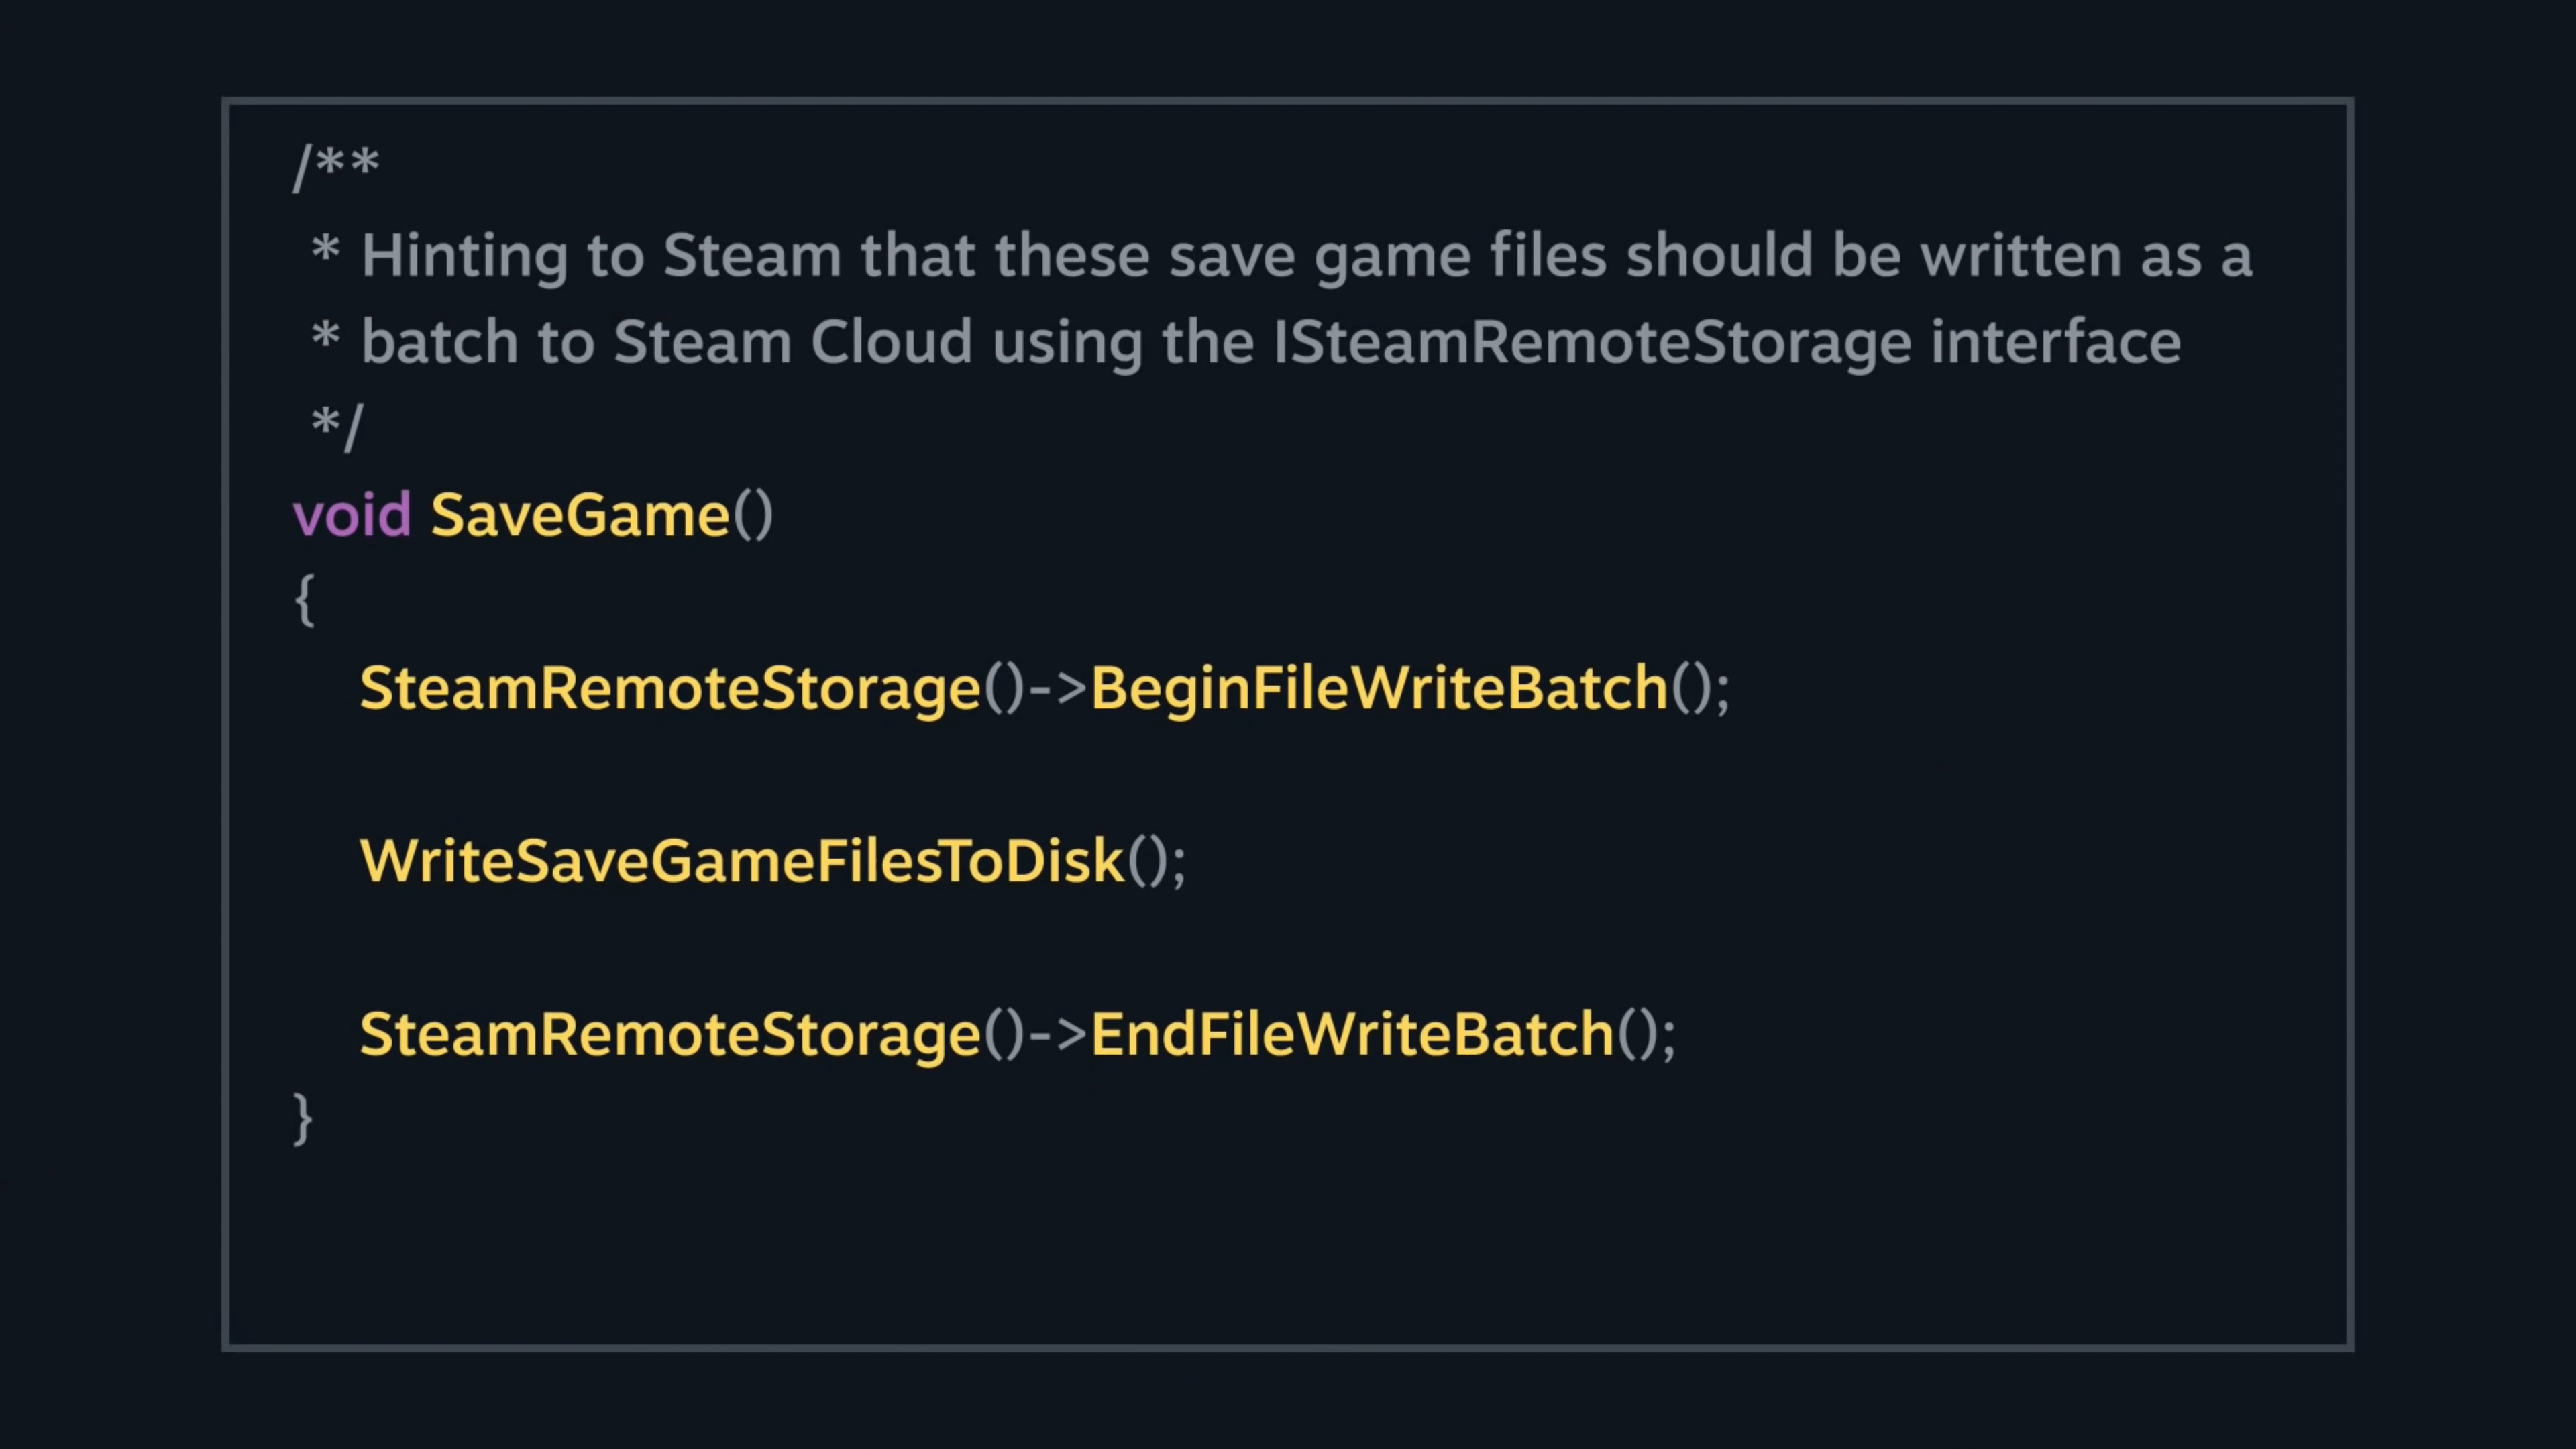 /**
 * Hinting to Steam that these save game files should be written as a
 * batch to Steam Cloud using the ISteamRemoteStorage interface
 */
void SaveGame()
{
    SteamRemoteStorage()->BeginFileWriteBatch();
    WriteSaveGameFilesToDisk();
    SteamRemoteStorage()->EndFileWriteBatch();
}